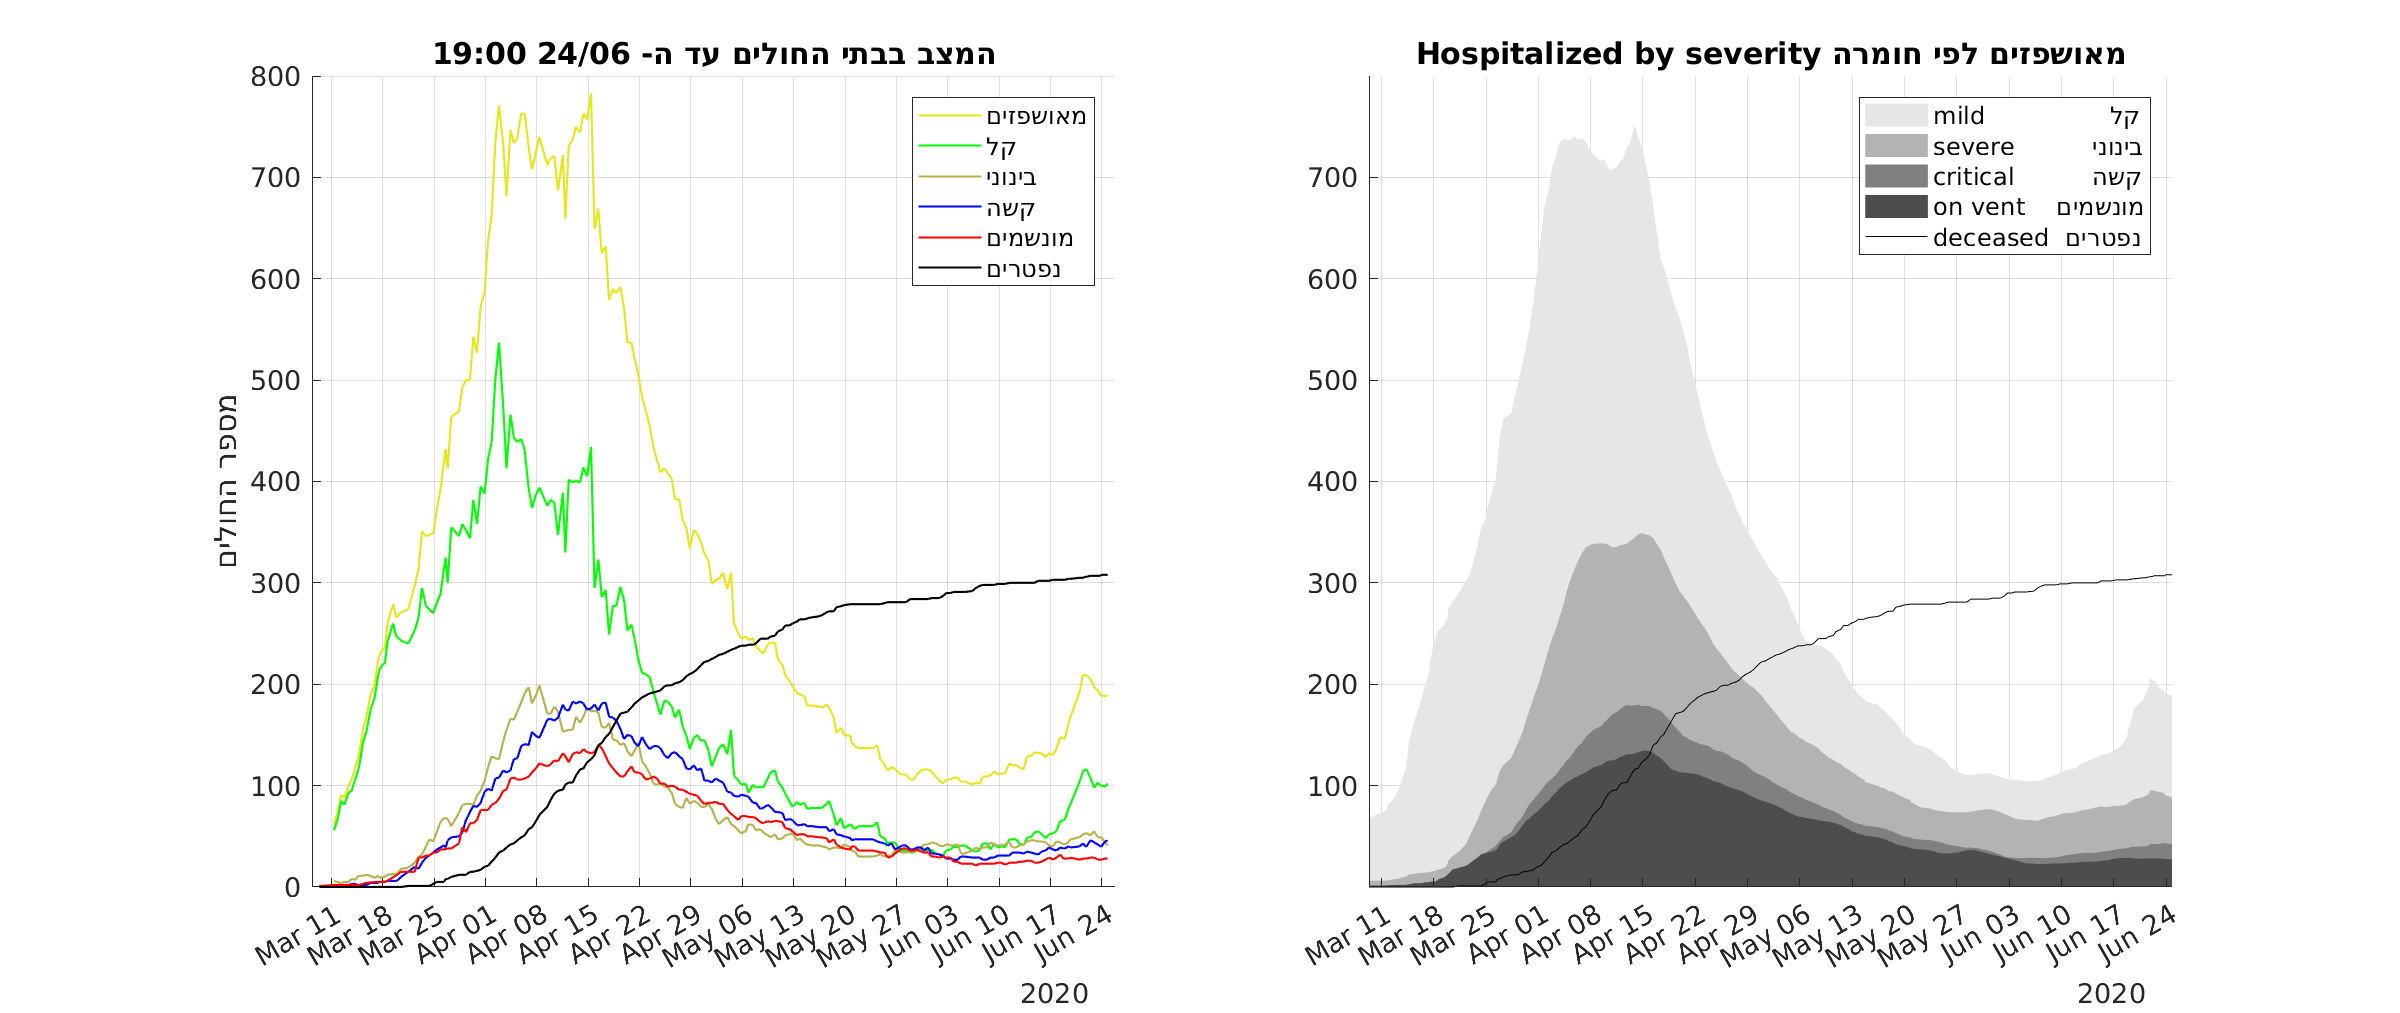 המצב בבתי החולים עד ה- 24/06 19:00
800
700
600
500
400
300
200
100
0
מספר החולים
מאושפזים
קל
בינוני
קשה
מונשמים
נפטרים
Mar 11
Mar 18
Mar 25
Apr 01
Apr 08
Apr 15
Apr 22
Apr 29
May 06
May 13
May 20
May 27
Jun 03
Jun 10
Jun 17
Jun 24
2020
Hospitalized by severity מאושפזים לפי חומרה
700
600
500
400
300
200
100
mild קל
severe בינוני
critical קשה
on vent מונשמים
deceased נפטרים
Mar 11
Mar 18
Mar 25
Apr 01
Apr 08
Apr 15
Apr 22
Apr 29
May 06
May 13
May 20
May 27
Jun 03
Jun 10
Jun 17
Jun 24
2020